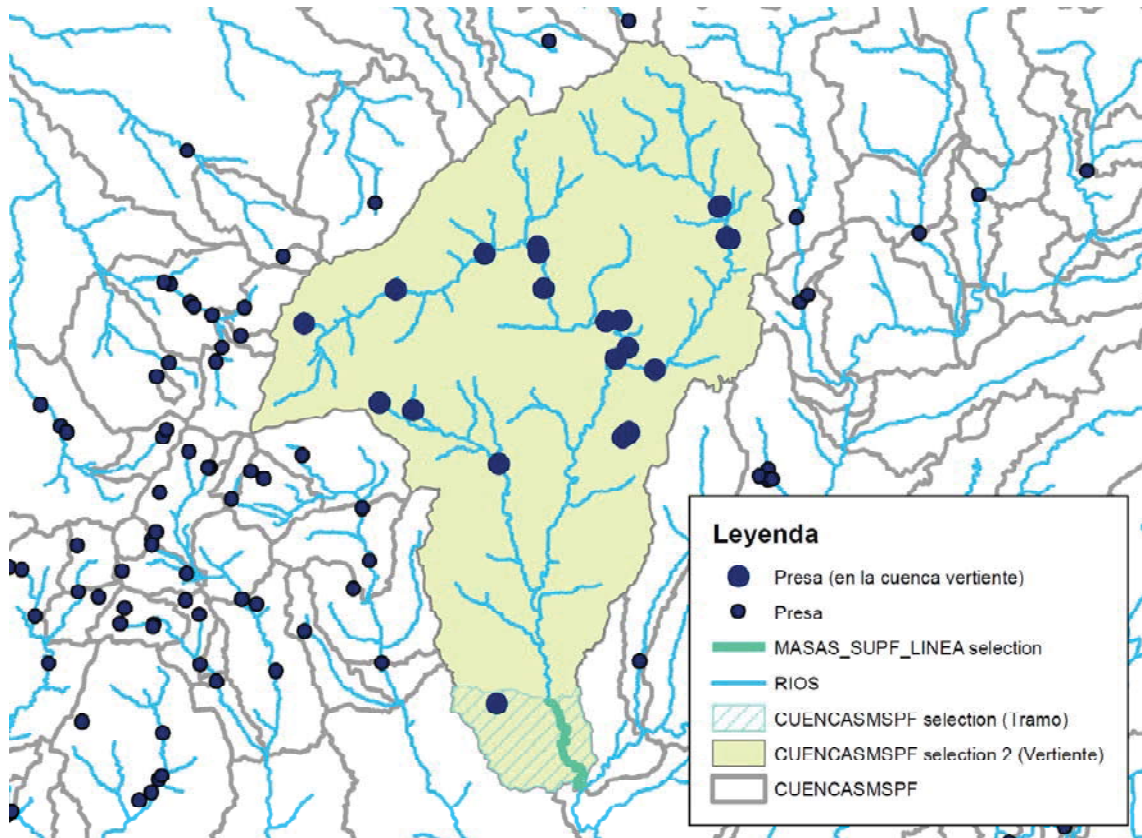 Leyenda
Presa (en la cuenca vertiente)
Presa
MASAS_SUPF_LINEA selection
RIOS
CUENCASMSPF selection (Tramo)
CUENCASMSPF selection 2 (Vertiente)
CUENCASMSPF